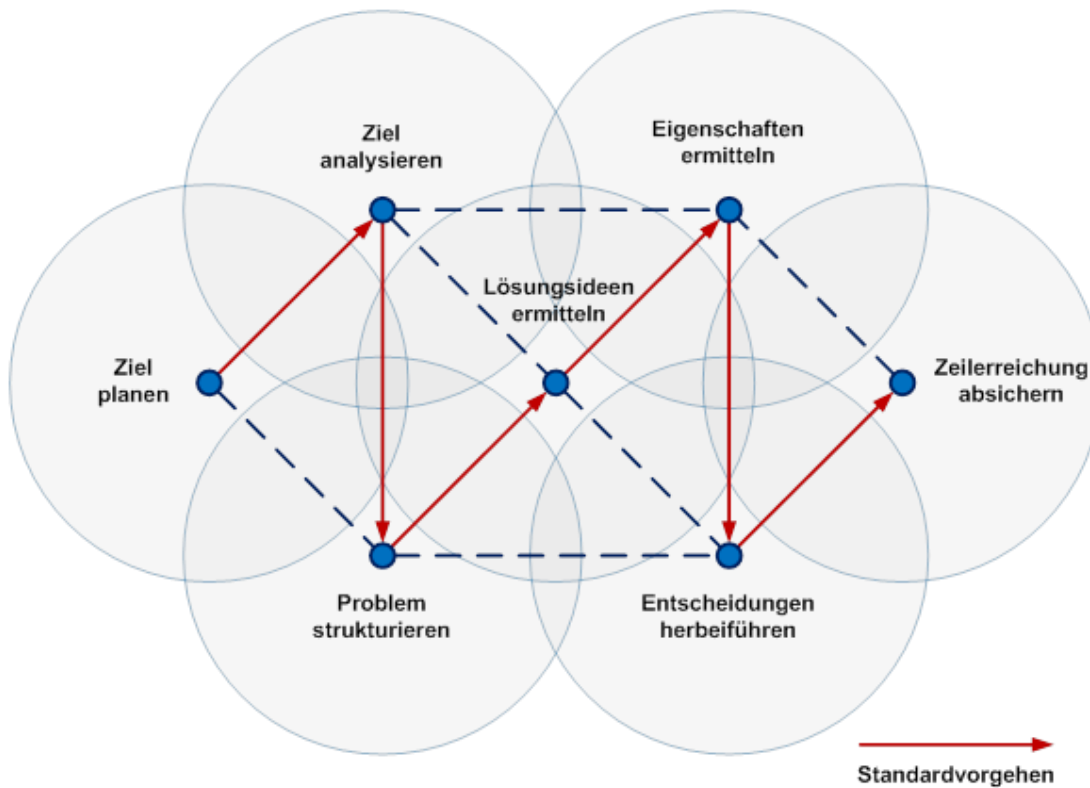 Ziel
analysieren
Eigenschaften
ermitteln
Lösungsideen
ermitteln
Ziel
planen
Zeilerreichung
absichern
Problem
strukturieren
Entscheidungen
herbeiführen
Standardvorgehen